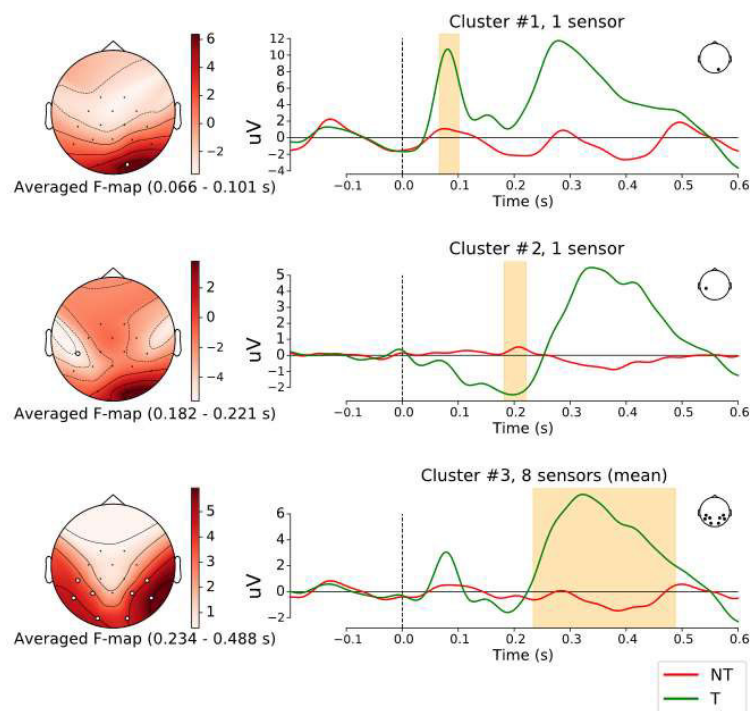 Cluster #1, 1 sensor
6
4
2
0
−2
12
10
8
6
4
2
0
−2
−4
uV
−0.1 0.0 0.1 0.2 0.3 0.4 0.5 0.6
Averaged F-map (0.066 - 0.101 s)
Time (s)
Cluster #2, 1 sensor
2
0
−2
−4
5
4
3
2
1
0
−1
−2
uV
−0.1 0.0 0.1 0.2 0.3 0.4 0.5 0.6
Averaged F-map (0.182 - 0.221 s)
Time (s)
Cluster #3, 8 sensors (mean)
5
4
3
2
1
6
4
2
0
−2
uV
−0.1 0.0 0.1 0.2 0.3 0.4 0.5 0.6
Averaged F-map (0.234 - 0.488 s)
Time (s)
NT
T